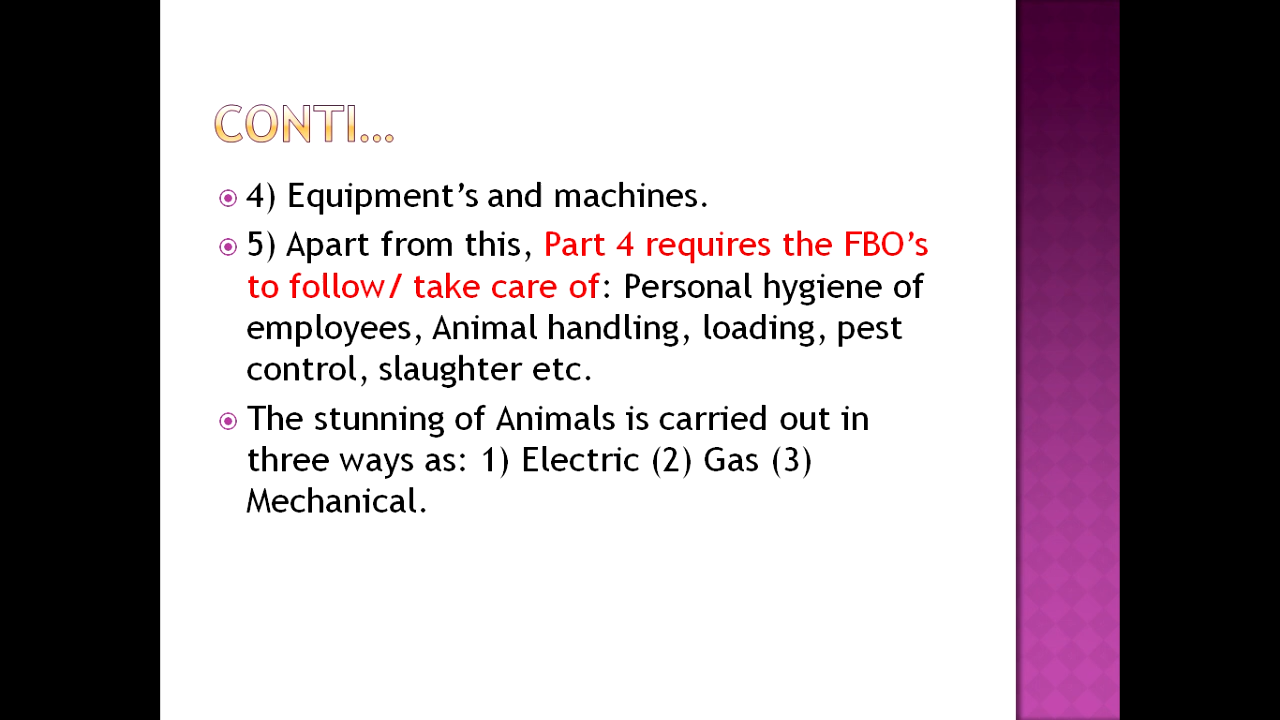 CONTI…
4) Equipment’s and machines.
5) Apart from this, Part 4 requires the FBO’s
to follow/ take care of: Personal hygiene of
employees, Animal handling, loading, pest
control, slaughter etc.
The stunning of Animals is carried out in
three ways as: 1) Electric (2) Gas (3)
Mechanical.